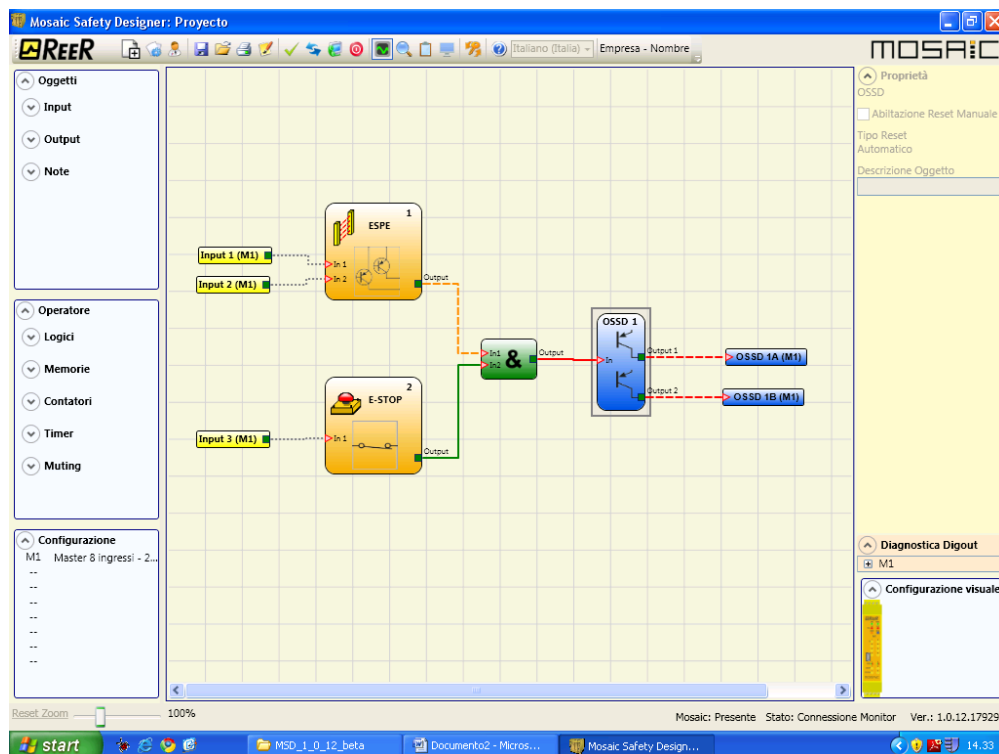 Mosaic Safety Designer: Proyecto
REER
Italiano (Italia)
Empresa - Nombre
MOSAIC
Oggetti
Input
Output
Note
Operatore
Logici
Memorie
Contatori
Timer
Muting
Configurazione
M1 Master 8 ingressi - 2...
--
--
--
--
--
--
--
Input 1 (M1)
Input 2 (M1)
1
ESPE
In 1
In 2
Output
Input 3 (M1)
2
E-STOP
In 1
Output
In1
In2
&
Output
OSSD 1
In
Output 1
Output 2
OSSD 1A (M1)
OSSD 1B (M1)
Proprietà
OSSD
Abiltazione Reset Manuale
Tipo Reset
Automatico
Descrizione Oggetto
Diagnostica Digout
M1
Configurazione visuale
Reset Zoom
100%
Mosaic: Presente Stato: Connessione Monitor Ver.: 1.0.12.17929
start
MSD_1_0_12_beta
Documento2 - Micros...
Mosaic Safety Design...
14.33